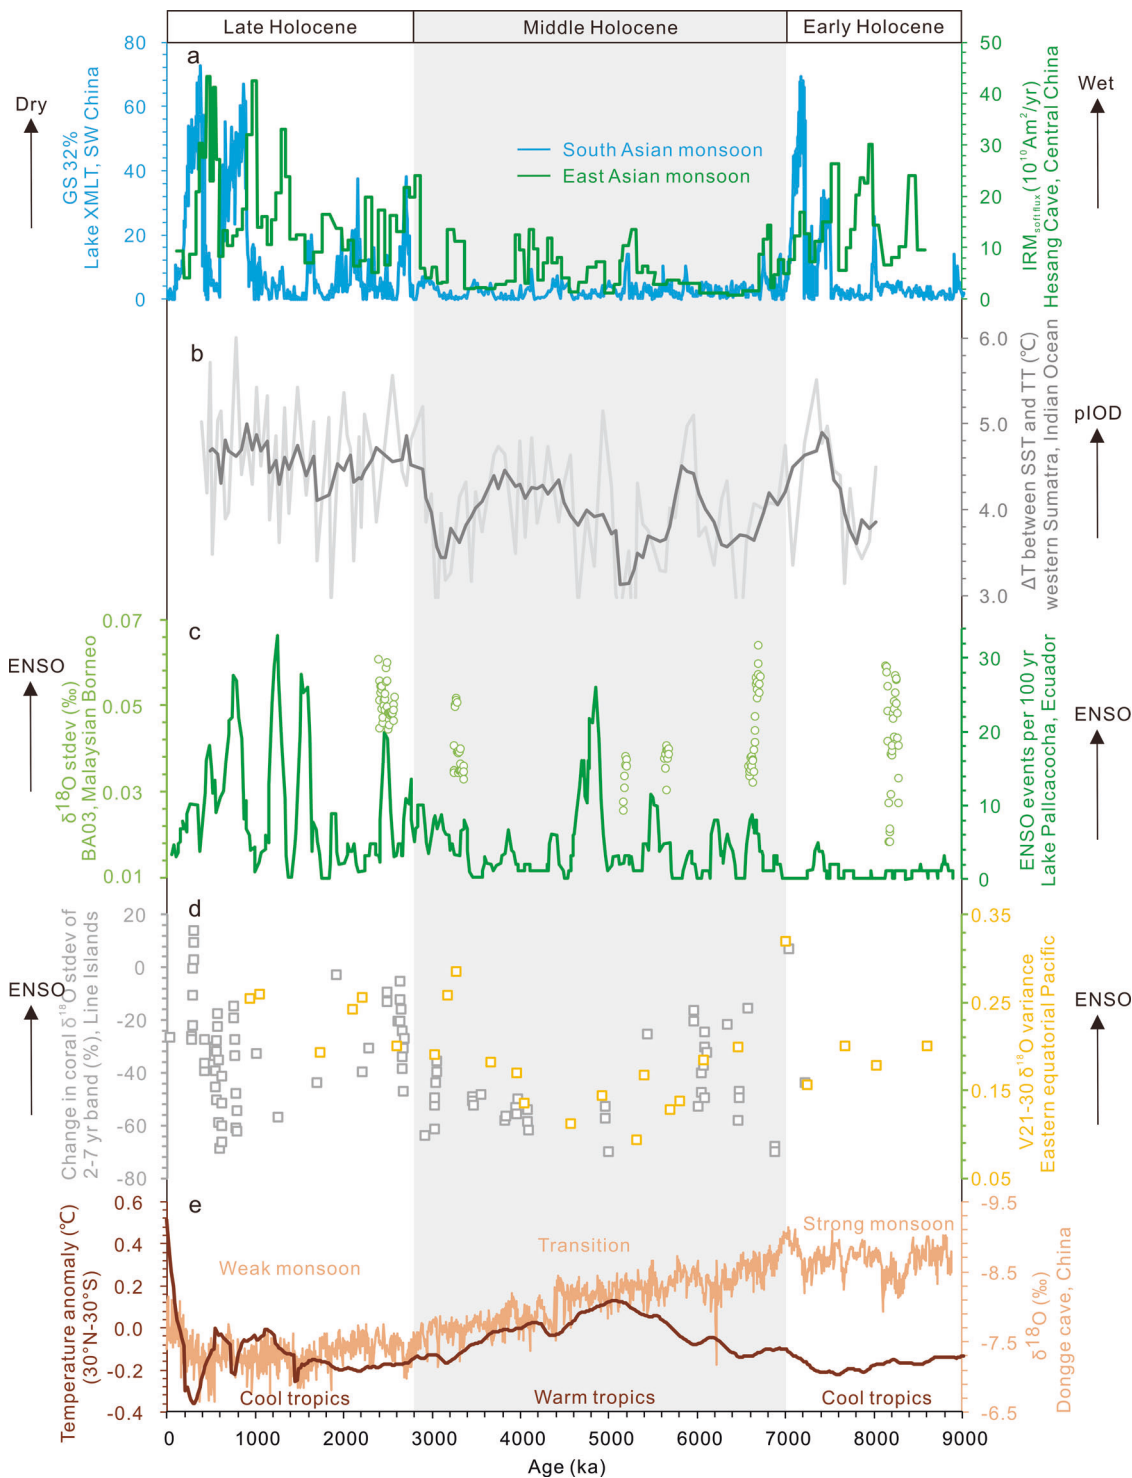 Late Holocene
Middle Holocene
Early Holocene
a
80
60
40
20
0
GS 32%
Lake XMLT, SW China
Dry
South Asian monsoon
East Asian monsoon
50
40
30
20
10
0
IRM soft flux (10¹⁰Am²/yr)
Hesang Cave, Central China
Wet
b
6.0
5.0
4.0
3.0
ΔT between SST and TT (℃)
western Sumatra, Indian Ocean
pIOD
c
0.07
0.05
0.03
0.01
δ¹⁸O stdev (‰)
BA03, Malaysian Borneo
ENSO
30
20
10
0
ENSO events per 100 yr
Lake Pallcacocha, Ecuador
ENSO
d
20
0
-20
-40
-60
-80
Change in coral δ¹⁸O stdev of
2-7 yr band (%), Line Islands
ENSO
0.35
0.25
0.15
0.05
V21-30 δ¹⁸O variance
Eastern equatorial Pacific
ENSO
e
0.6
0.4
0.2
0.0
-0.2
-0.4
Temperature anomaly (℃)
(30°N-30°S)
Weak monsoon
Transition
Strong monsoon
Cool tropics
Warm tropics
Cool tropics
-9.5
-8.5
-7.5
-6.5
δ¹⁸O (‰)
Dongge cave, China
0 1000 2000 3000 4000 5000 6000 7000 8000 9000
Age (ka)